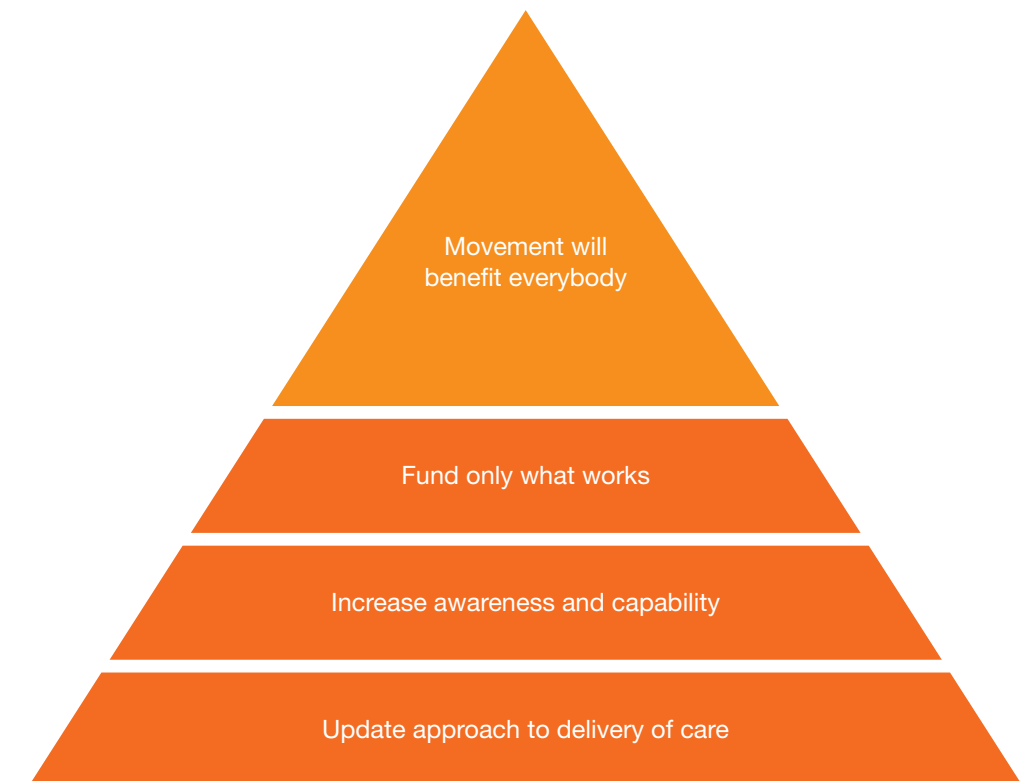 Movement will
benefit everybody
Fund only what works
Increase awareness and capability
Update approach to delivery of care